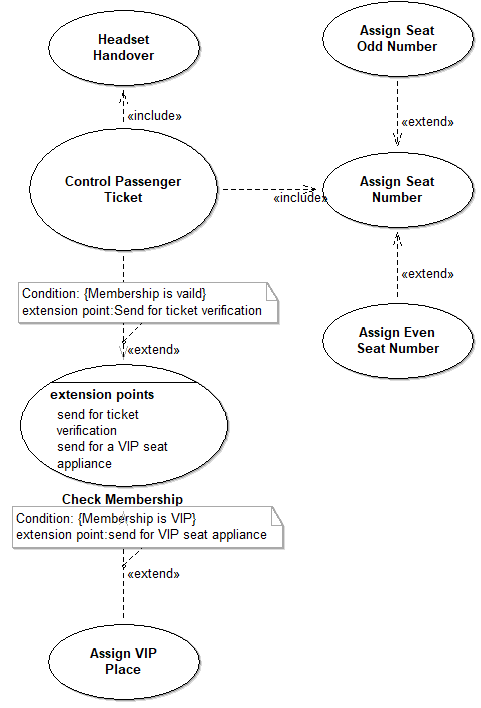 Headset
Handover
Assign Seat
Odd Number
«include»
«extend»
Control Passenger
Ticket
Assign Seat
Number
«include»
«extend»
Condition: {Membership is vaild}
extension point:Send for ticket verification
«extend»
Assign Even
Seat Number
extension points
send for ticket
verification
send for a VIP seat
appliance
Check Membership
Condition: {Membership is VIP}
extension point:send for VIP seat appliance
«extend»
Assign VIP
Place